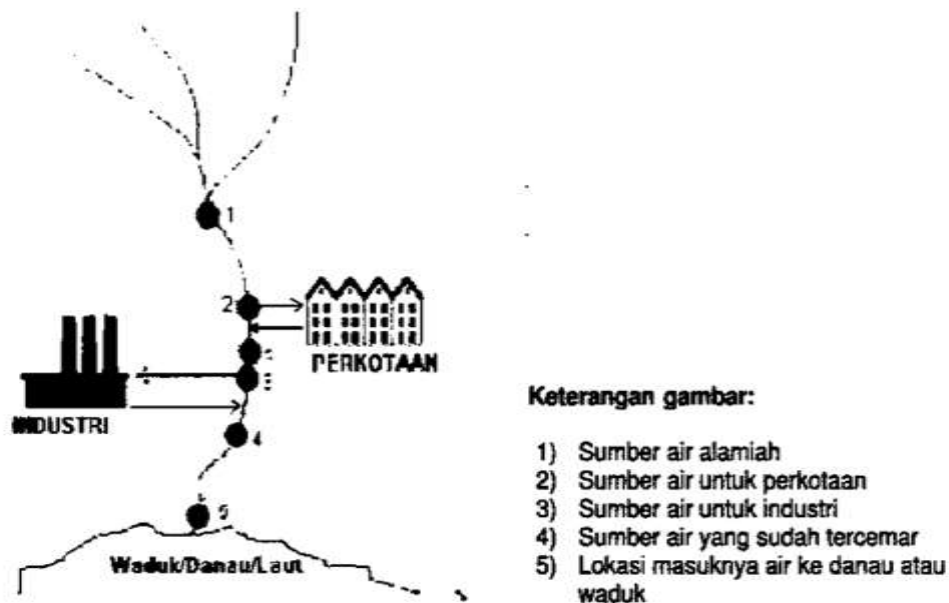 1
2
PERKOTAAN
INDUSTRI
4
Waduk/Danau/Laut
Keterangan gambar:
1) Sumber air alamiah
2) Sumber air untuk perkotaan
3) Sumber air untuk industri
4) Sumber air yang sudah tercemar
5) Lokasi masuknya air ke danau atau
waduk